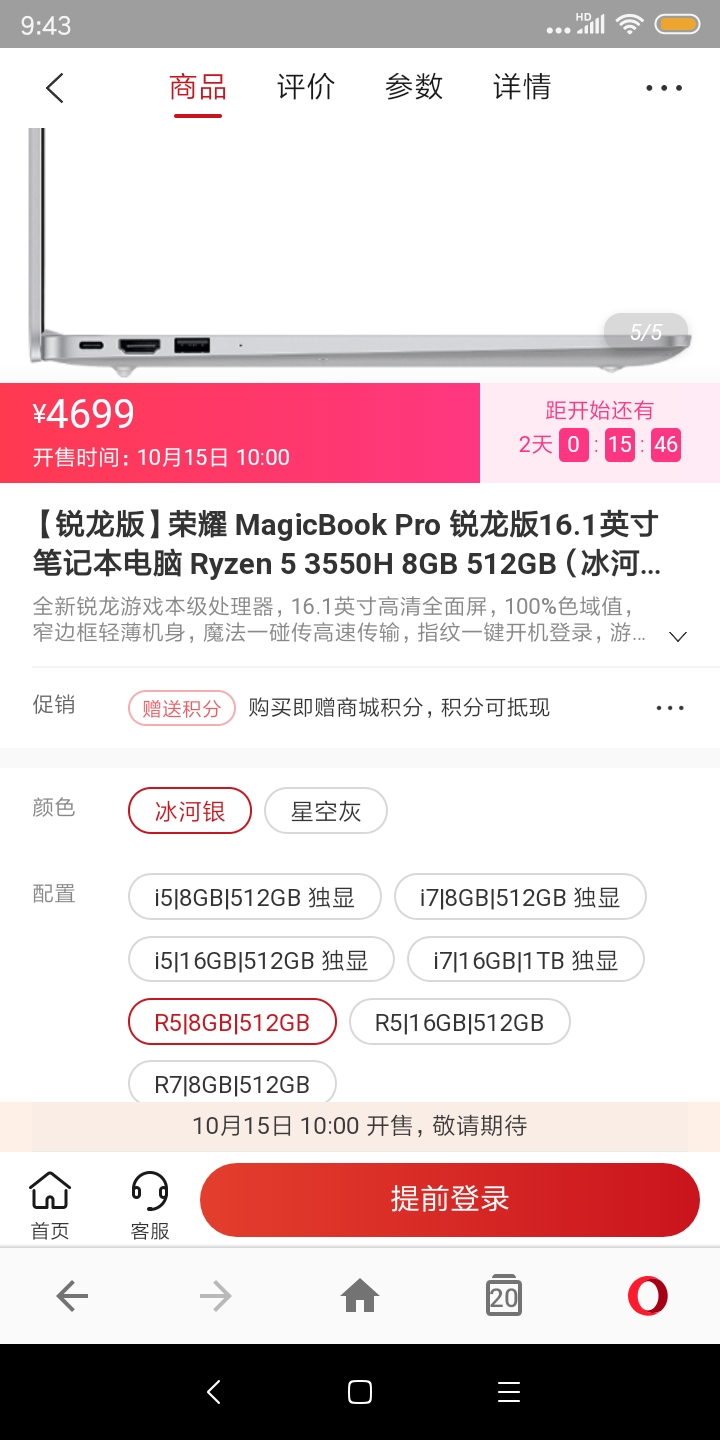 9:43
HD
商品 评价 参数 详情
5/5
¥4699
开售时间：10月15日 10:00
距开始还有
2天 0 : 15 : 46
【锐龙版】荣耀 MagicBook Pro 锐龙版16.1英寸
笔记本电脑 Ryzen 5 3550H 8GB 512GB（冰河...
全新锐龙游戏本级处理器，16.1英寸高清全面屏，100%色域值，
窄边框轻薄机身，魔法一碰传高速传输，指纹一键开机登录，游...
促销 赠送积分 购买即赠商城积分，积分可抵现
颜色 冰河银 星空灰
配置 i5|8GB|512GB 独显 i7|8GB|512GB 独显
i5|16GB|512GB 独显 i7|16GB|1TB 独显
R5|8GB|512GB R5|16GB|512GB
R7|8GB|512GB
10月15日 10:00 开售，敬请期待
首页 客服 提前登录
20